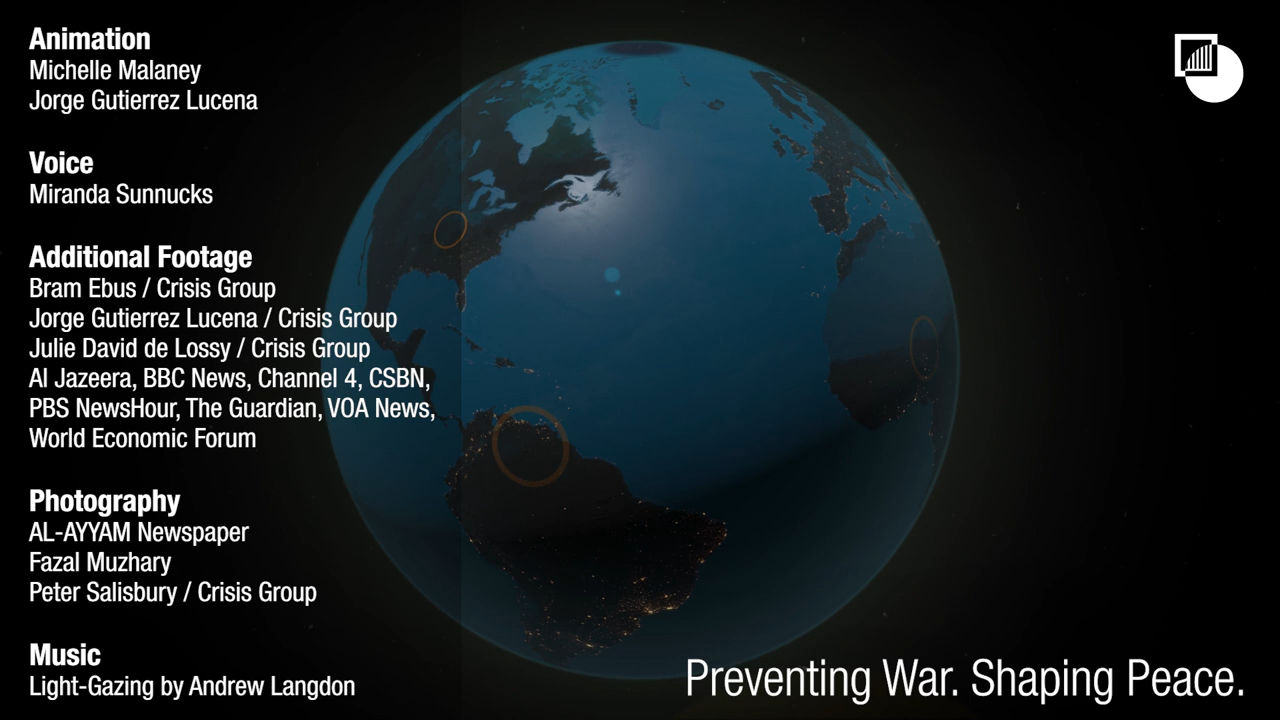 Animation
Michelle Malaney
Jorge Gutierrez Lucena
Voice
Miranda Sunnucks
Additional Footage
Bram Ebus / Crisis Group
Jorge Gutierrez Lucena / Crisis Group
Julie David de Lossy / Crisis Group
Al Jazeera, BBC News, Channel 4, CSBN,
PBS NewsHour, The Guardian, VOA News,
World Economic Forum
Photography
AL-AYYAM Newspaper
Fazal Muzhary
Peter Salisbury / Crisis Group
Music
Light-Gazing by Andrew Langdon
Preventing War. Shaping Peace.